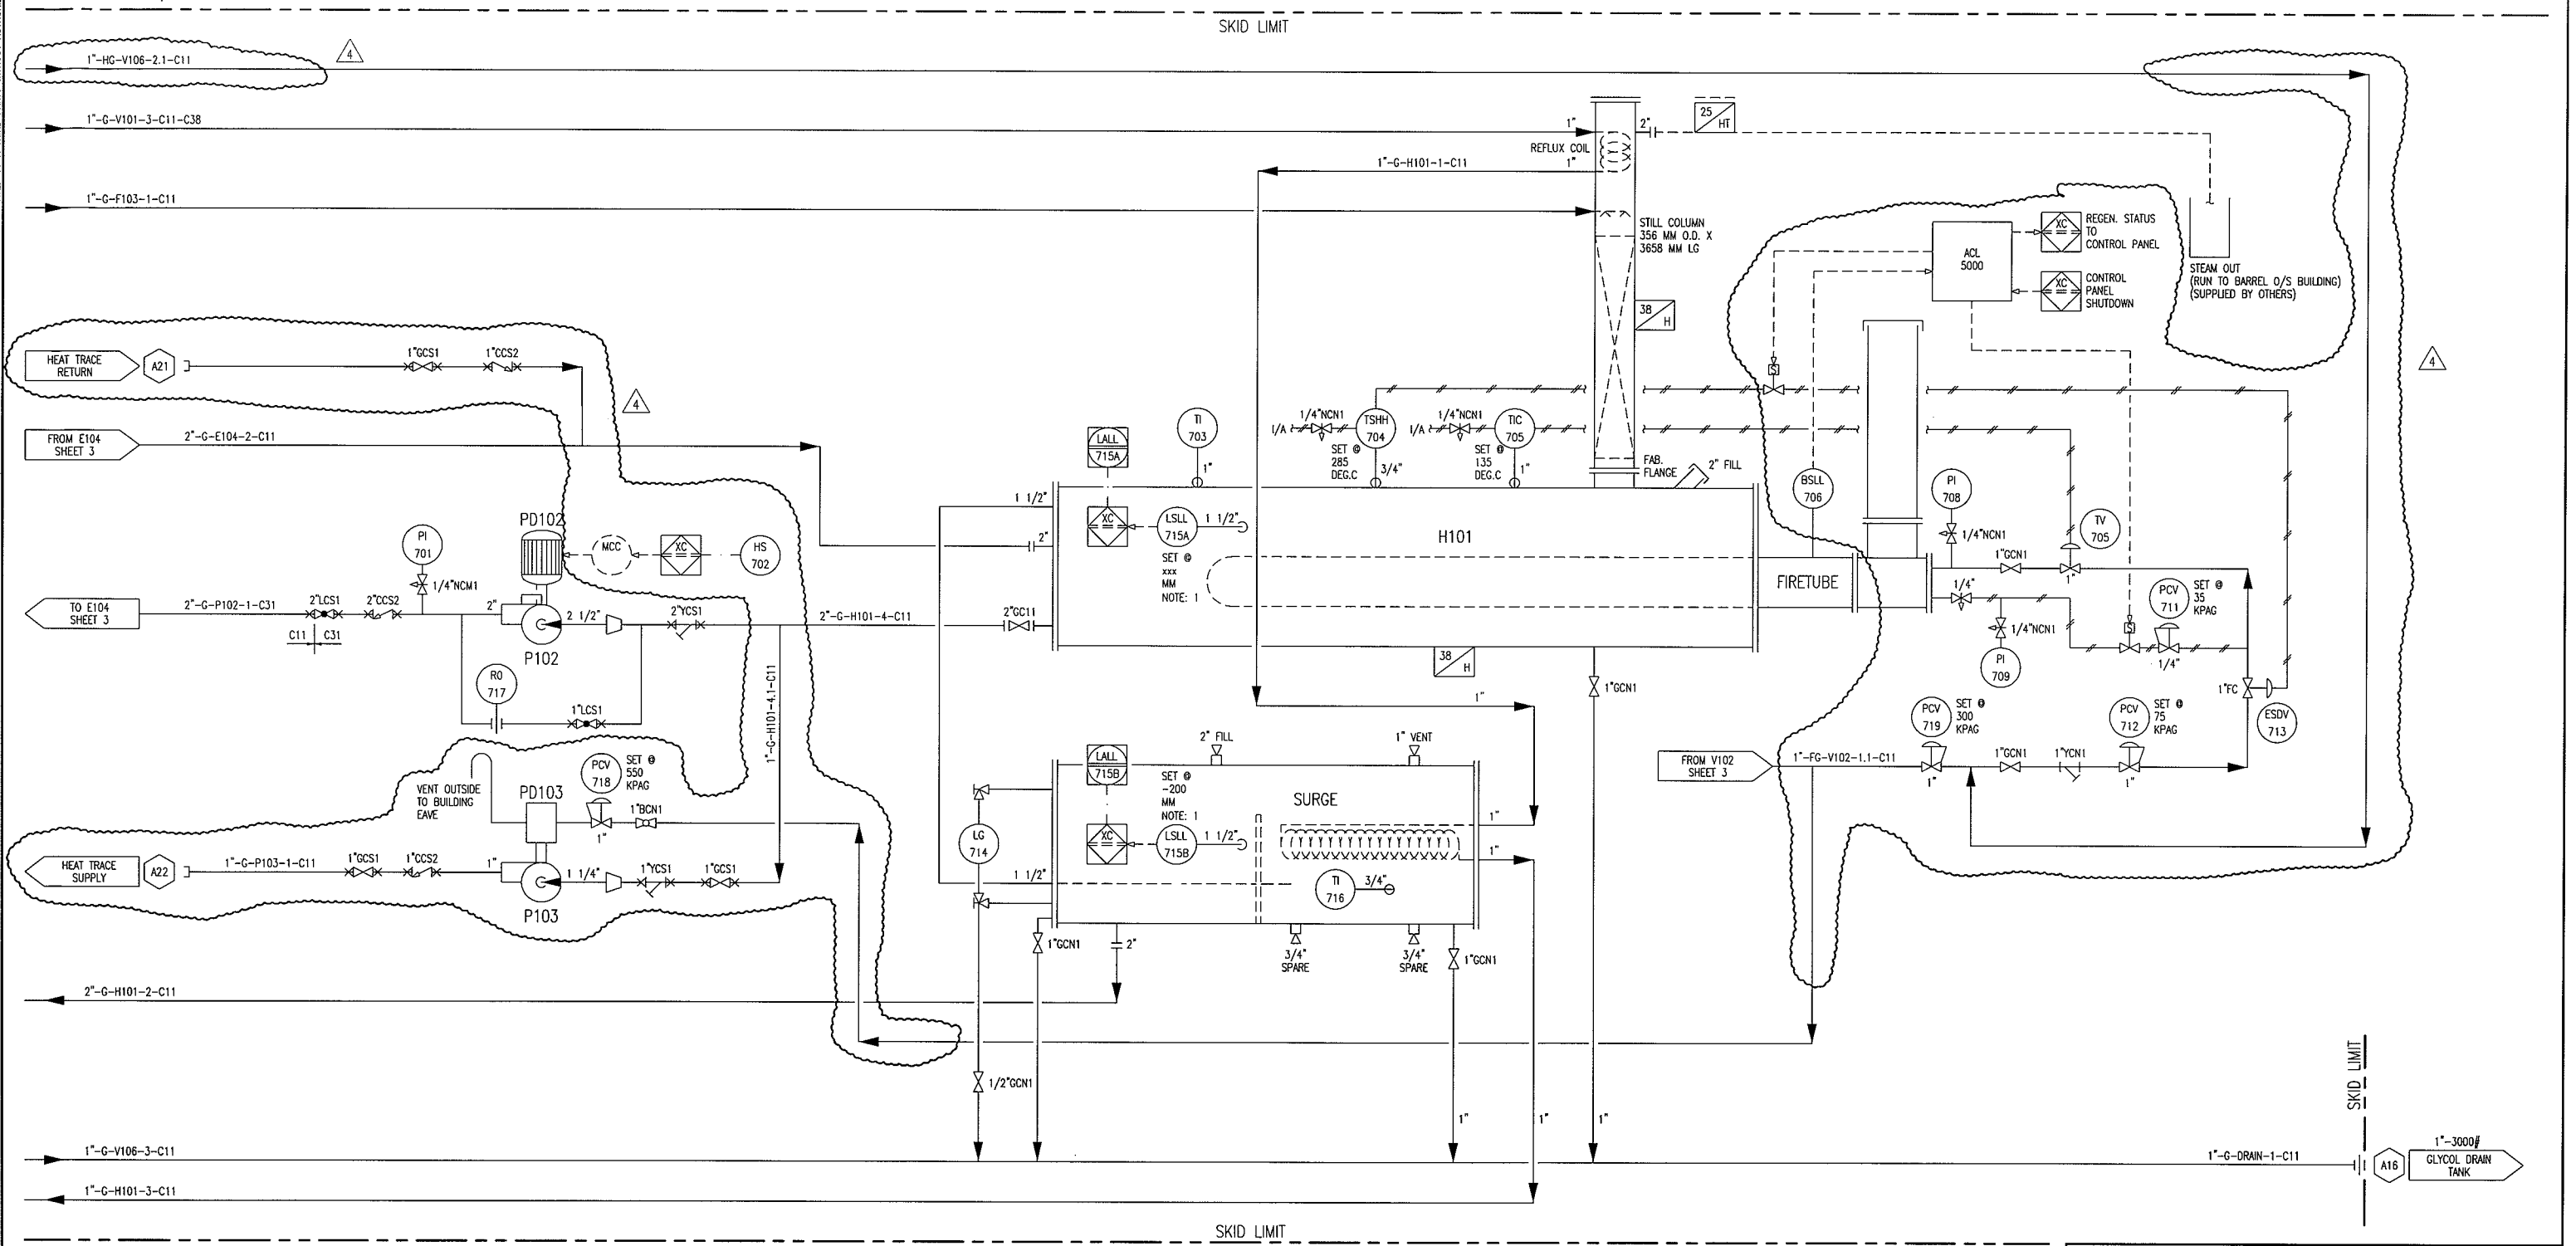 SKID LIMIT
1"-HG-V106-2.1-C11
4
1"-G-V101-3-C11-C38
1"
2"
25
HT
REFLUX COIL
1"-G-H101-1-C11
1"
1"-G-F103-1-C11
STILL COLUMN
356 MM O.D. X
3658 MM LG
38
H
ACL
5000
XC
REGEN. STATUS
TO
CONTROL PANEL
XC
CONTROL
PANEL
SHUTDOWN
STEAM OUT
(RUN TO BARREL O/S BUILDING)
(SUPPLIED BY OTHERS)
4
HEAT TRACE
RETURN
A21
1"GCS1
1"CCS2
4
FROM E104
SHEET 3
2"-G-E104-2-C11
LALL
715A
TI
703
1"
I/A
1/4"NCN1
TSHH
704
SET @
285
DEG.C
3/4"
I/A
1/4"NCN1
TIC
705
SET @
135
DEG.C
1"
FAB.
FLANGE
2" FILL
S
BSLL
706
PI
708
1/4"NCN1
TV
705
1"GCN1
1"
1 1/2"
2"
XC
LSLL
715A
1 1/2"
SET @
xxx
MM
NOTE: 1
H101
FIRETUBE
1/4"
1/4"NCN1
PI
709
S
PCV
711
SET @
35
KPAG
1/4"
PI
701
1/4"NCM1
PD102
MCC
XC
HS
702
TO E104
SHEET 3
2"-G-P102-1-C31
2"LCS1
2"CCS2
C11
C31
2"
2 1/2"
P102
2"YCS1
2"-G-H101-4-C11
2"GC11
38
H
RO
717
1"LCS1
1"-G-H101-4.1-C11
1"GCN1
1"
1"FC
ESDV
713
PCV
719
SET @
300
KPAG
1"
PCV
712
SET @
75
KPAG
1"
1"GCN1
1"YCN1
FROM V102
SHEET 3
1"-FG-V102-1.1-C11
VENT OUTSIDE
TO BUILDING
EAVE
PD103
PCV
718
SET @
550
KPAG
1"
1"BCN1
LALL
715B
SET @
-200
MM
NOTE: 1
2" FILL
1" VENT
SURGE
XC
LSLL
715B
1 1/2"
LG
714
1"
1"
1 1/2"
TI
716
3/4"
HEAT TRACE
SUPPLY
A22
1"-G-P103-1-C11
1"GCS1
1"CCS2
1"
1 1/4"
P103
1"YCS1
1"GCS1
1"GCN1
2"
3/4"
SPARE
3/4"
SPARE
1"GCN1
2"-G-H101-2-C11
1/2"GCN1
1"
1"
1"
SKID LIMIT
1"-G-V106-3-C11
1"-G-DRAIN-1-C11
A16
1"-3000#
GLYCOL DRAIN
TANK
1"-G-H101-3-C11
SKID LIMIT